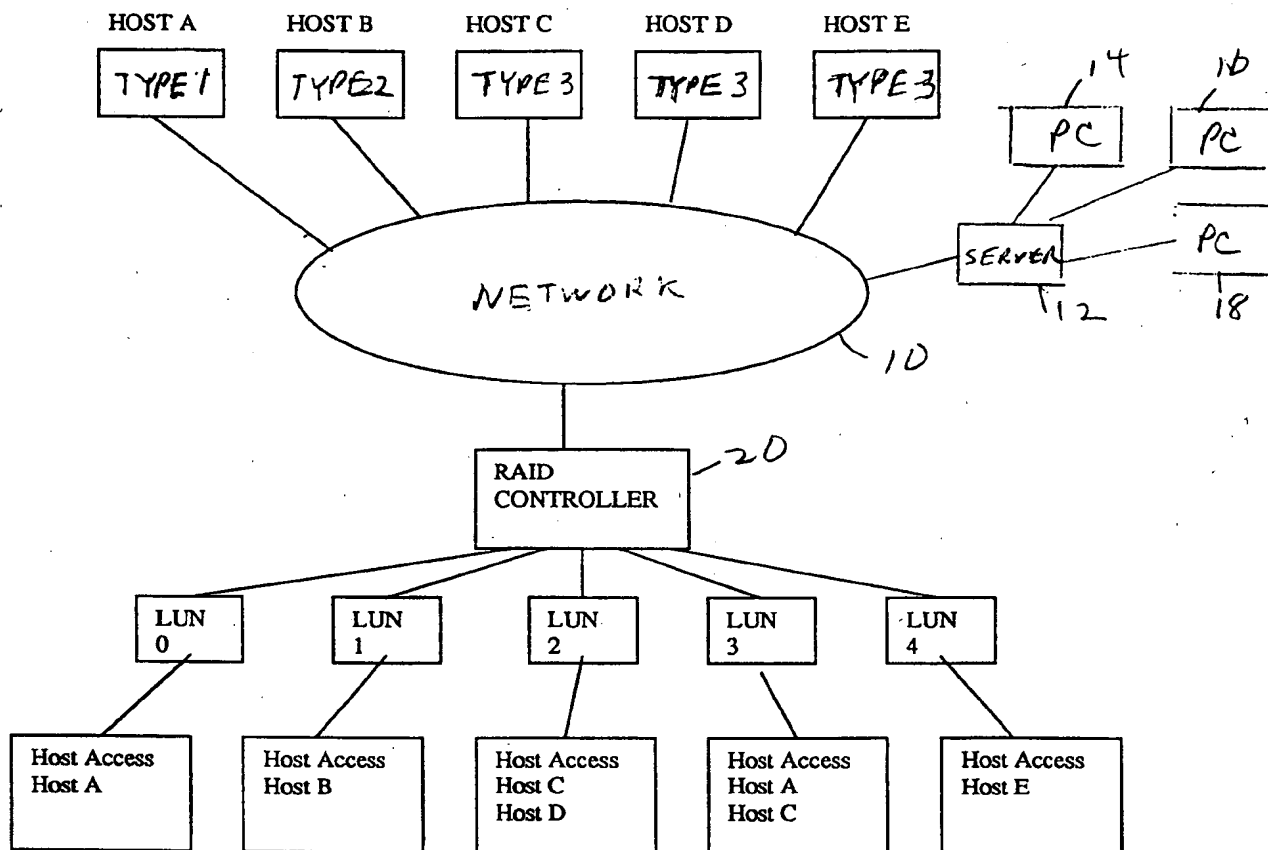 HOST A HOST B HOST C HOST D HOST E
TYPE 1 TYPE 2 TYPE 3 TYPE 3 TYPE 3
14 16
PC PC
SERVER PC
12 18
NETWORK
10
RAID
CONTROLLER
20
LUN
0
LUN
1
LUN
2
LUN
3
LUN
4
Host Access
Host A
Host Access
Host B
Host Access
Host C
Host D
Host Access
Host A
Host C
Host Access
Host E